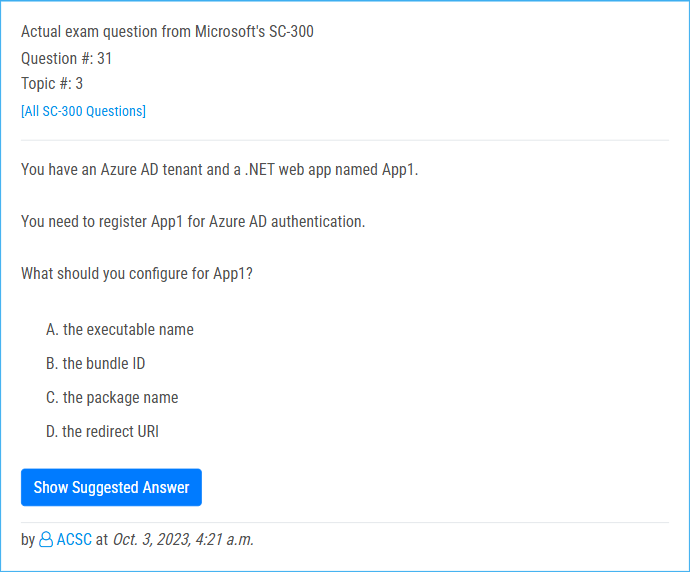 Actual exam question from Microsoft's SC-300
Question #: 31
Topic #: 3
[All SC-300 Questions]
You have an Azure AD tenant and a .NET web app named App1.
You need to register App1 for Azure AD authentication.
What should you configure for App1?
A. the executable name
B. the bundle ID
C. the package name
D. the redirect URI
Show Suggested Answer
by ACSC at Oct. 3, 2023, 4:21 a.m.